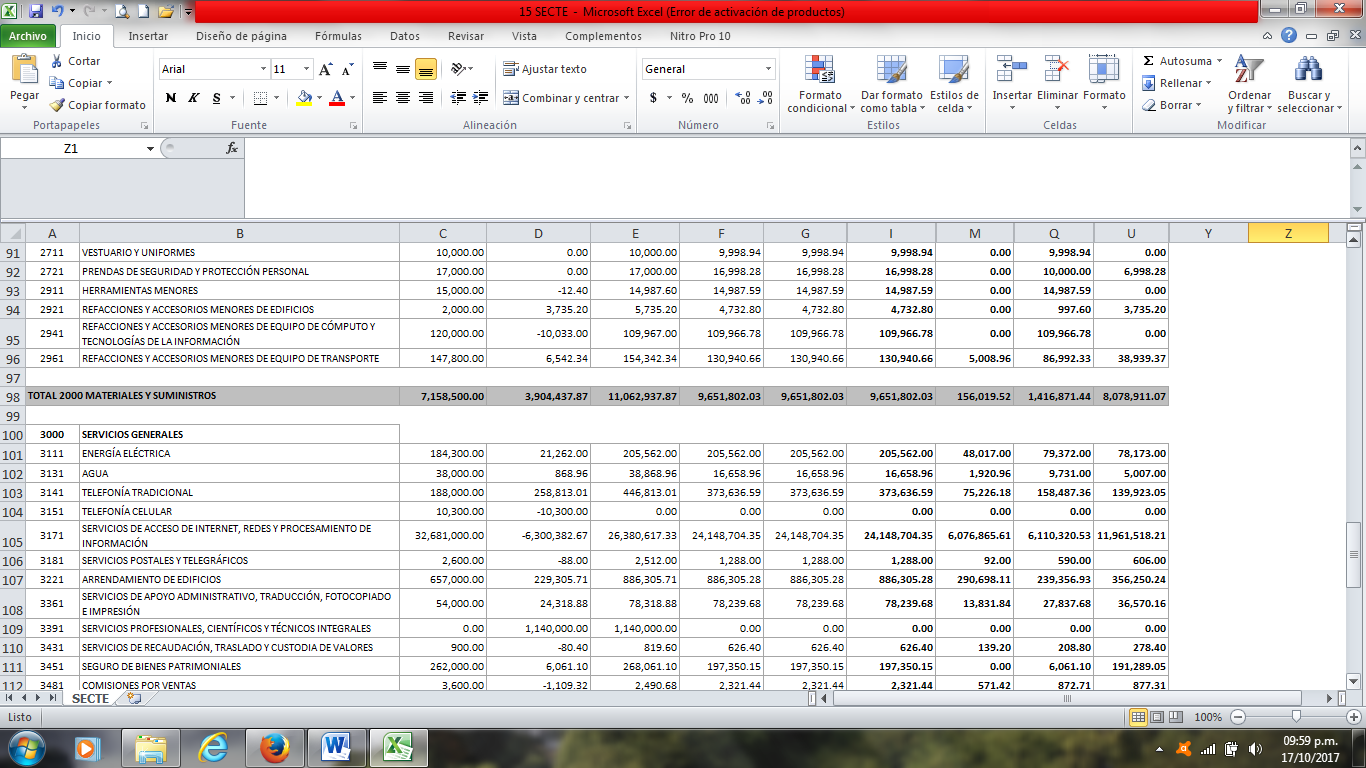 15 SECTE - Microsoft Excel (Error de activación de productos)
Archivo Inicio Insertar Diseño de página Fórmulas Datos Revisar Vista Complementos Nitro Pro 10
Pegar
Cortar
Copiar
Copiar formato
Portapapeles
Arial 11
N K S
Fuente
Ajustar texto
Combinar y centrar
Alineación
General
$ % 000
Número
Formato condicional
Dar formato como tabla
Estilos de celda
Estilos
Insertar Eliminar Formato
Celdas
Autosuma
Rellenar
Borrar
Ordenar y filtrar
Buscar y seleccionar
Modificar
Z1 fx
A B C D E F G I M Q U Y Z
91 2711 VESTUARIO Y UNIFORMES 10,000.00 0.00 10,000.00 9,998.94 9,998.94 9,998.94 0.00 9,998.94 0.00
92 2721 PRENDAS DE SEGURIDAD Y PROTECCIÓN PERSONAL 17,000.00 0.00 17,000.00 16,998.28 16,998.28 16,998.28 0.00 10,000.00 6,998.28
93 2911 HERRAMIENTAS MENORES 15,000.00 -12.40 14,987.60 14,987.59 14,987.59 14,987.59 0.00 14,987.59 0.00
94 2921 REFACCIONES Y ACCESORIOS MENORES DE EDIFICIOS 2,000.00 3,735.20 5,735.20 4,732.80 4,732.80 4,732.80 0.00 997.60 3,735.20
95 2941 REFACCIONES Y ACCESORIOS MENORES DE EQUIPO DE CÓMPUTO Y
TECNOLOGÍAS DE LA INFORMACIÓN 120,000.00 -10,033.00 109,967.00 109,966.78 109,966.78 109,966.78 0.00 109,966.78 0.00
96 2961 REFACCIONES Y ACCESORIOS MENORES DE EQUIPO DE TRANSPORTE 147,800.00 6,542.34 154,342.34 130,940.66 130,940.66 130,940.66 5,008.96 86,992.33 38,939.37
97
98 TOTAL 2000 MATERIALES Y SUMINISTROS 7,158,500.00 3,904,437.87 11,062,937.87 9,651,802.03 9,651,802.03 9,651,802.03 156,019.52 1,416,871.44 8,078,911.07
99
100 3000 SERVICIOS GENERALES
101 3111 ENERGÍA ELÉCTRICA 184,300.00 21,262.00 205,562.00 205,562.00 205,562.00 205,562.00 48,017.00 79,372.00 78,173.00
102 3131 AGUA 38,000.00 868.96 38,868.96 16,658.96 16,658.96 16,658.96 1,920.96 9,731.00 5,007.00
103 3141 TELEFONÍA TRADICIONAL 188,000.00 258,813.01 446,813.01 373,636.59 373,636.59 373,636.59 75,226.18 158,487.36 139,923.05
104 3151 TELEFONÍA CELULAR 10,300.00 -10,300.00 0.00 0.00 0.00 0.00 0.00 0.00 0.00
105 3171 SERVICIOS DE ACCESO DE INTERNET, REDES Y PROCESAMIENTO DE
INFORMACIÓN 32,681,000.00 -6,300,382.67 26,380,617.33 24,148,704.35 24,148,704.35 24,148,704.35 6,076,865.61 6,110,320.53 11,961,518.21
106 3181 SERVICIOS POSTALES Y TELEGRÁFICOS 2,600.00 -88.00 2,512.00 1,288.00 1,288.00 1,288.00 92.00 590.00 606.00
107 3221 ARRENDAMIENTO DE EDIFICIOS 657,000.00 229,305.71 886,305.71 886,305.28 886,305.28 886,305.28 290,698.11 239,356.93 356,250.24
108 3361 SERVICIOS DE APOYO ADMINISTRATIVO, TRADUCCIÓN, FOTOCOPIADO
E IMPRESIÓN 54,000.00 24,318.88 78,318.88 78,239.68 78,239.68 78,239.68 13,831.84 27,837.68 36,570.16
109 3391 SERVICIOS PROFESIONALES, CIENTÍFICOS Y TÉCNICOS INTEGRALES 0.00 1,140,000.00 1,140,000.00 0.00 0.00 0.00 0.00 0.00 0.00
110 3431 SERVICIOS DE RECAUDACIÓN, TRASLADO Y CUSTODIA DE VALORES 900.00 -80.40 819.60 626.40 626.40 626.40 139.20 208.80 278.40
111 3451 SEGURO DE BIENES PATRIMONIALES 262,000.00 6,061.10 268,061.10 197,350.15 197,350.15 197,350.15 0.00 6,061.10 191,289.05
112 3481 COMISIONES POR VENTAS 3,600.00 -1,109.32 2,490.68 2,321.44 2,321.44 2,321.44 571.42 872.71 877.31
SECTE
Listo 100%
09:59 p.m.
17/10/2017